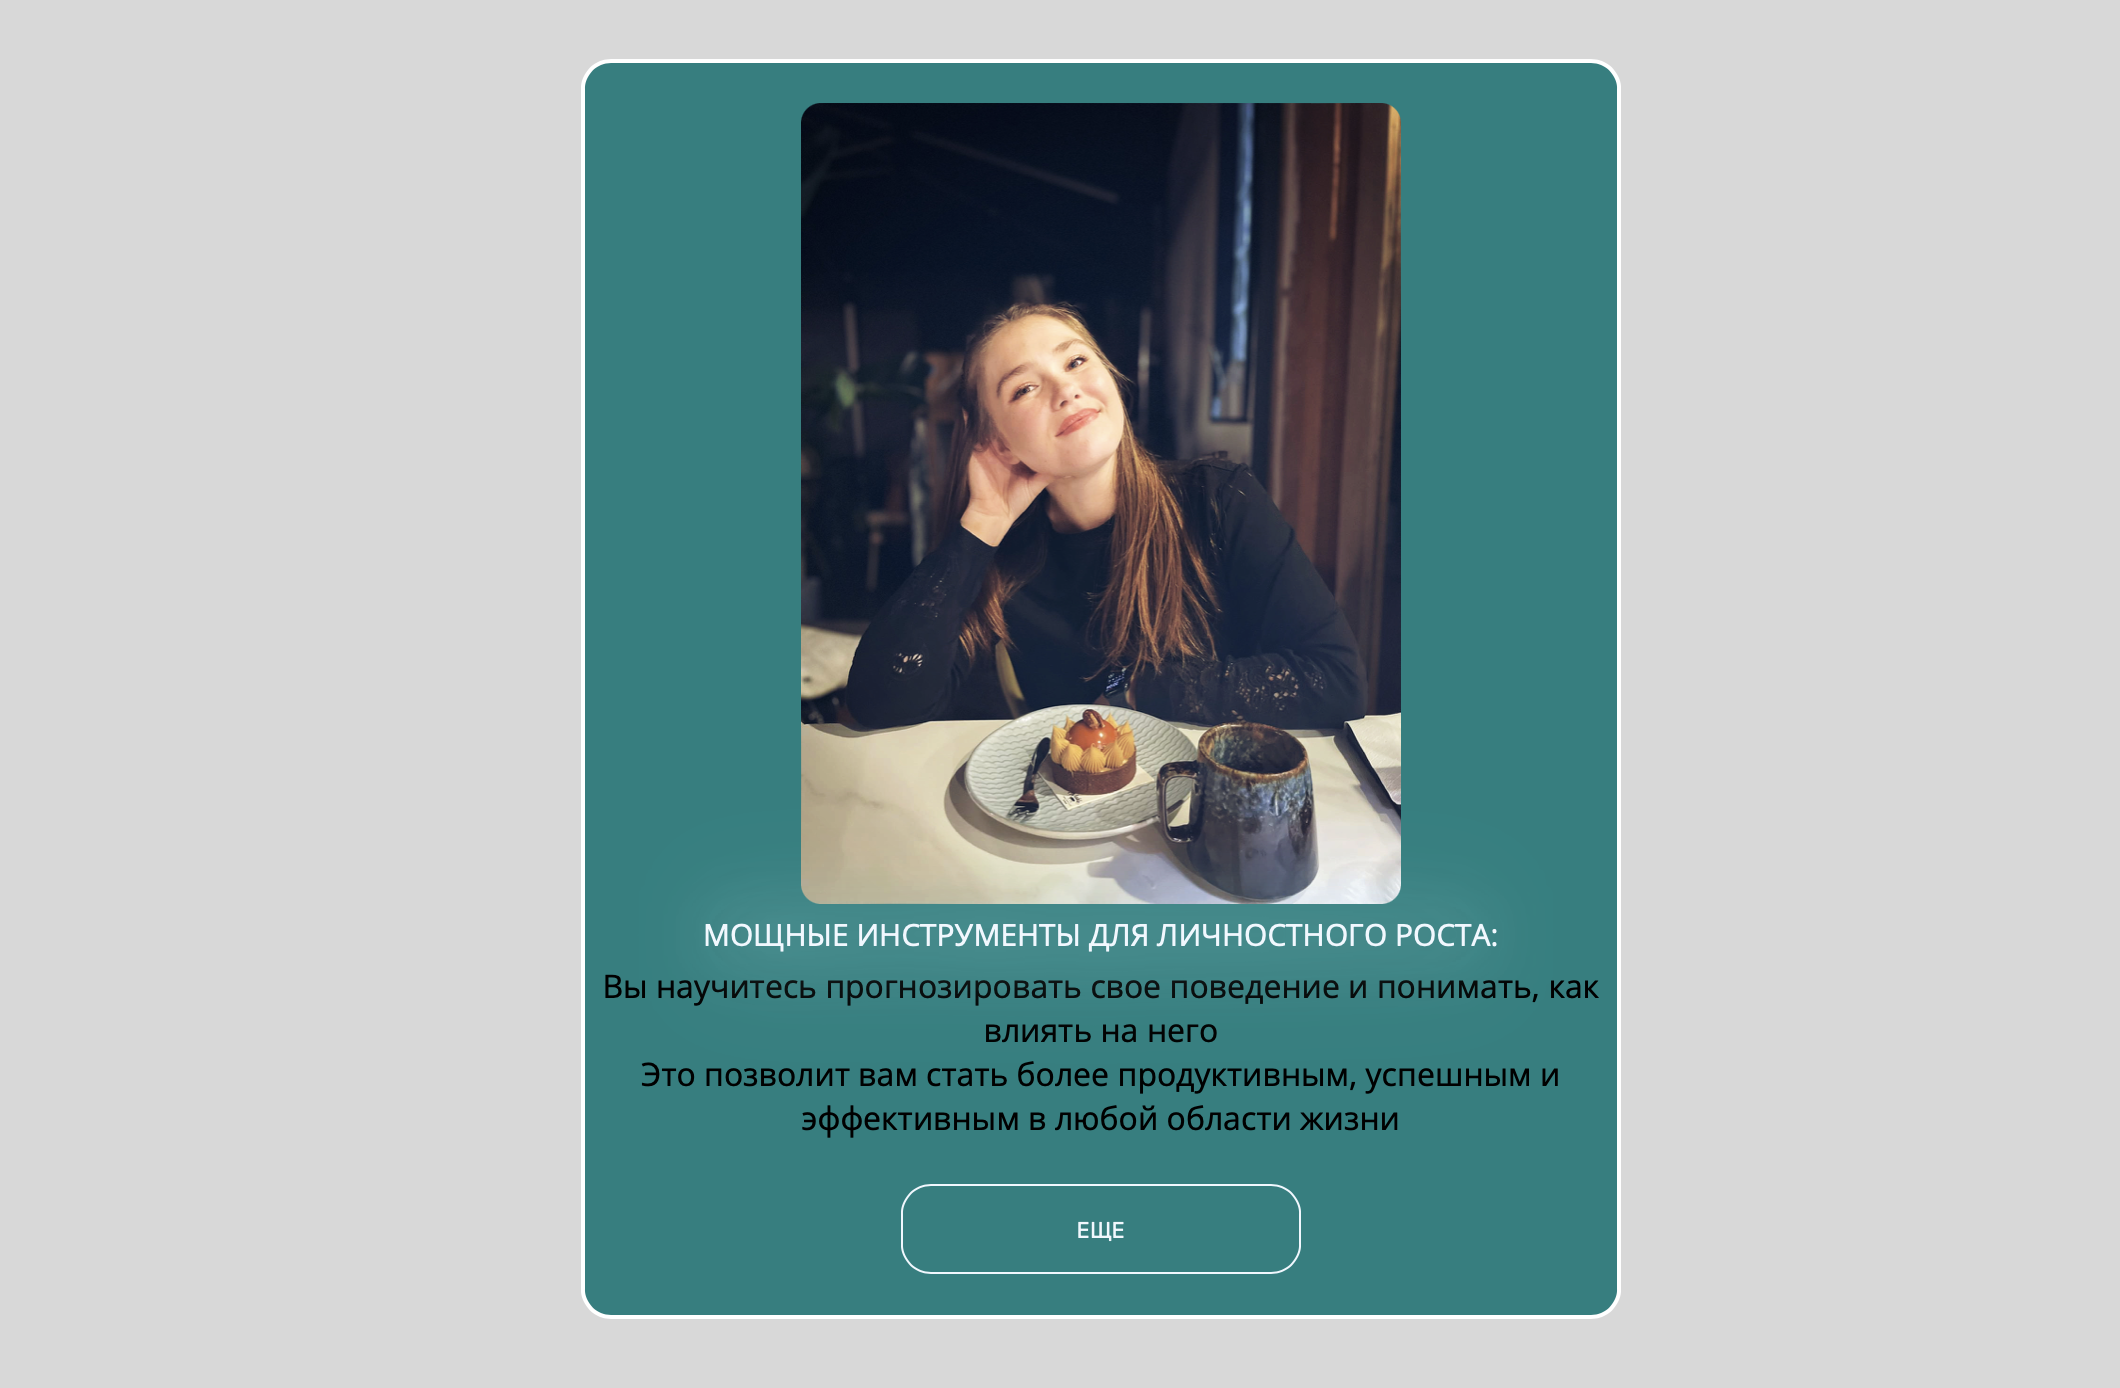 МОЩНЫЕ ИНСТРУМЕНТЫ ДЛЯ ЛИЧНОСТНОГО РОСТА:
Вы научитесь прогнозировать свое поведение и понимать, как
влиять на него
Это позволит вам стать более продуктивным, успешным и
эффективным в любой области жизни
ЕЩЕ